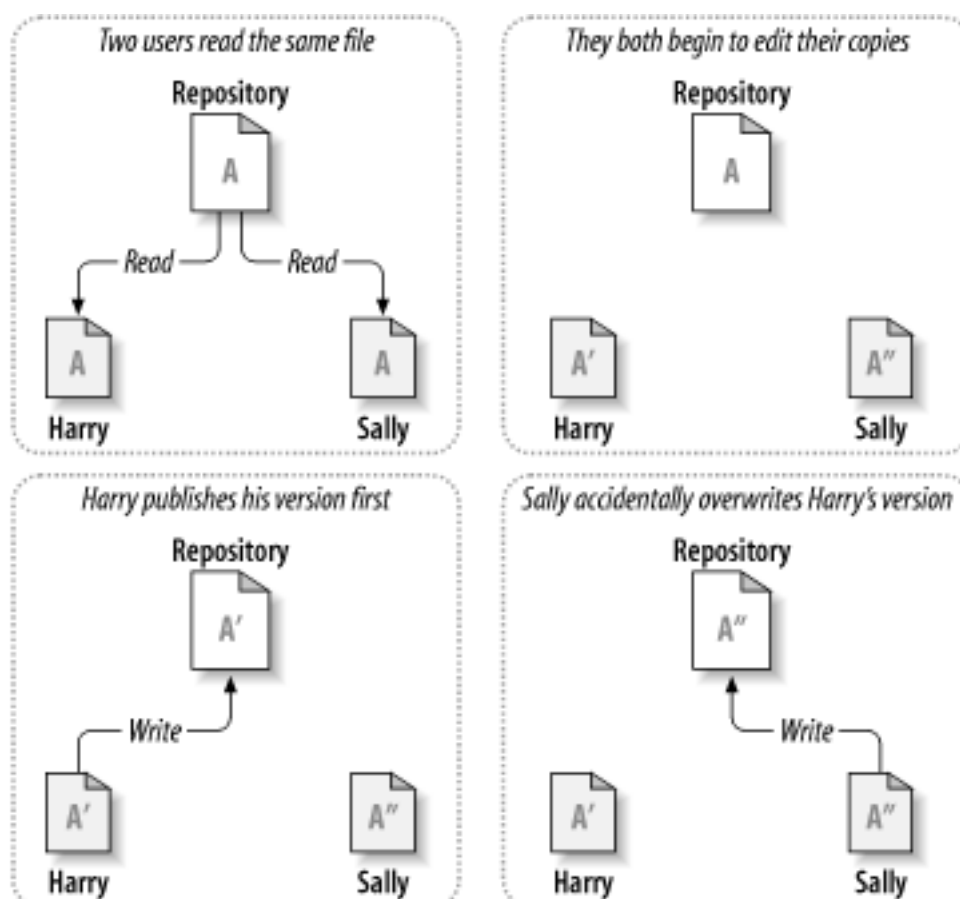 Two users read the same file
Repository
A
Read
Read
A
A
Harry
Sally
They both begin to edit their copies
Repository
A
A'
A"
Harry
Sally
Harry publishes his version first
Repository
A'
Write
A'
A"
Harry
Sally
Sally accidentally overwrites Harry's version
Repository
A"
Write
A'
A"
Harry
Sally